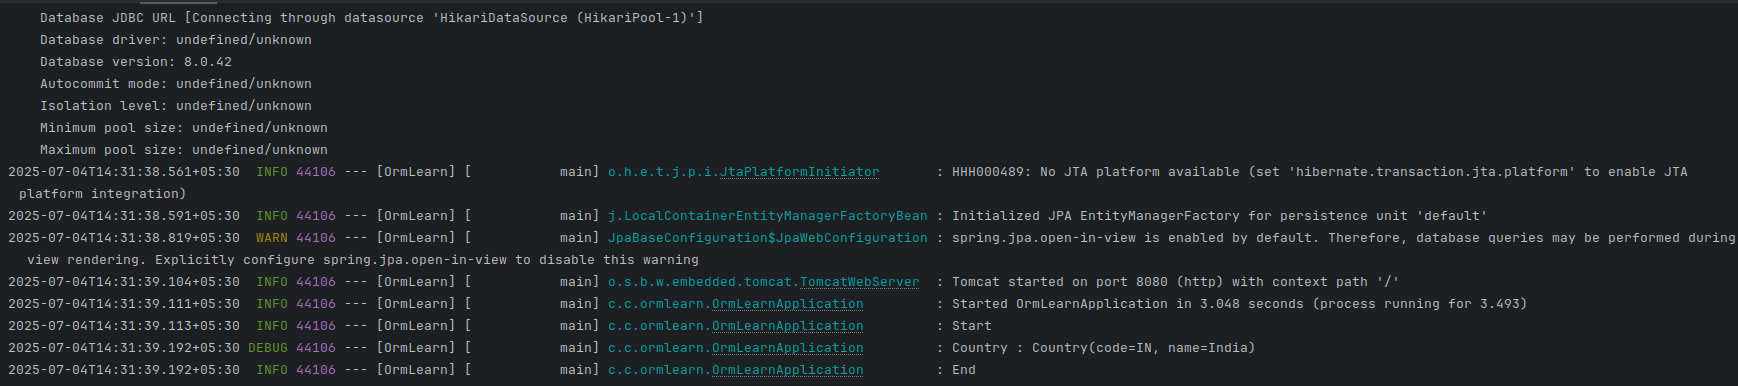 Database JDBC URL [Connecting through datasource 'HikariDataSource (HikariPool-1)']
Database driver: undefined/unknown
Database version: 8.0.42
Autocommit mode: undefined/unknown
Isolation level: undefined/unknown
Minimum pool size: undefined/unknown
Maximum pool size: undefined/unknown
2025-07-04T14:31:38.561+05:30  INFO 44106 --- [OrmLearn] [           main] o.h.e.t.j.p.i.JtaPlatformInitiator       : HHH000489: No JTA platform available (set 'hibernate.transaction.jta.platform' to enable JTA
platform integration)
2025-07-04T14:31:38.591+05:30  INFO 44106 --- [OrmLearn] [           main] j.LocalContainerEntityManagerFactoryBean : Initialized JPA EntityManagerFactory for persistence unit 'default'
2025-07-04T14:31:38.819+05:30  WARN 44106 --- [OrmLearn] [           main] JpaBaseConfiguration$JpaWebConfiguration : spring.jpa.open-in-view is enabled by default. Therefore, database queries may be performed during
view rendering. Explicitly configure spring.jpa.open-in-view to disable this warning
2025-07-04T14:31:39.104+05:30  INFO 44106 --- [OrmLearn] [           main] o.s.b.w.embedded.tomcat.TomcatWebServer  : Tomcat started on port 8080 (http) with context path '/'
2025-07-04T14:31:39.111+05:30  INFO 44106 --- [OrmLearn] [           main] c.c.ormlearn.OrmLearnApplication         : Started OrmLearnApplication in 3.048 seconds (process running for 3.493)
2025-07-04T14:31:39.113+05:30  INFO 44106 --- [OrmLearn] [           main] c.c.ormlearn.OrmLearnApplication         : Start
2025-07-04T14:31:39.192+05:30 DEBUG 44106 --- [OrmLearn] [           main] c.c.ormlearn.OrmLearnApplication         : Country : Country(code=IN, name=India)
2025-07-04T14:31:39.192+05:30  INFO 44106 --- [OrmLearn] [           main] c.c.ormlearn.OrmLearnApplication         : End